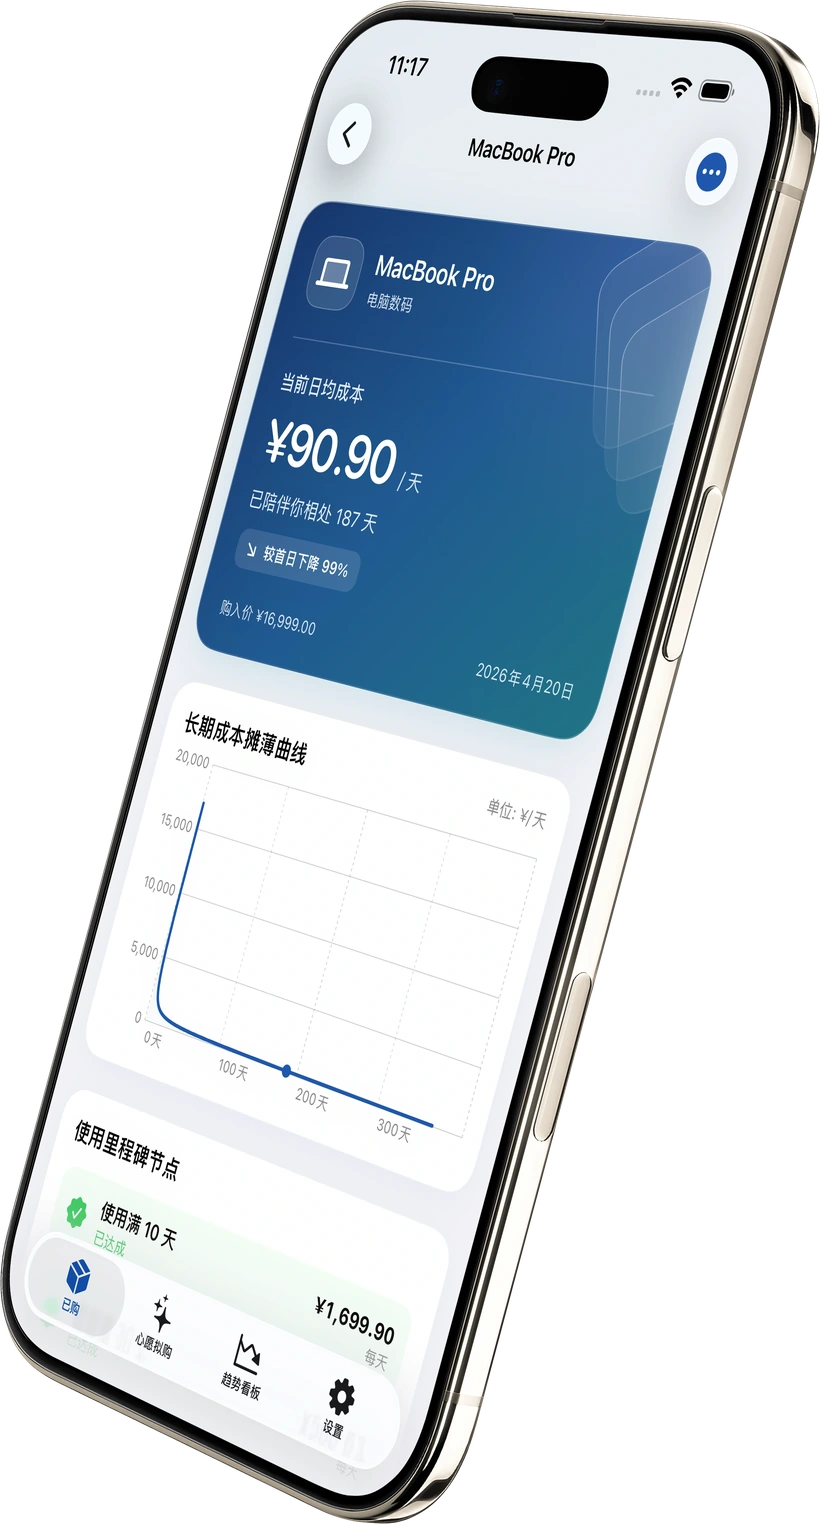 11:17
MacBook Pro
MacBook Pro
电脑数码
当前日均成本
¥90.90 / 天
已陪伴你相处 187 天
较首日下降 99%
购入价 ¥16,999.00
2026年4月20日
长期成本摊薄曲线
单位: ¥/天
20,000
15,000
10,000
5,000
0
0天
100天
200天
300天
使用里程碑节点
使用满 10 天
已达成
¥1,699.90
每天
已达成
每天
已购
心愿拟购
趋势看板
设置